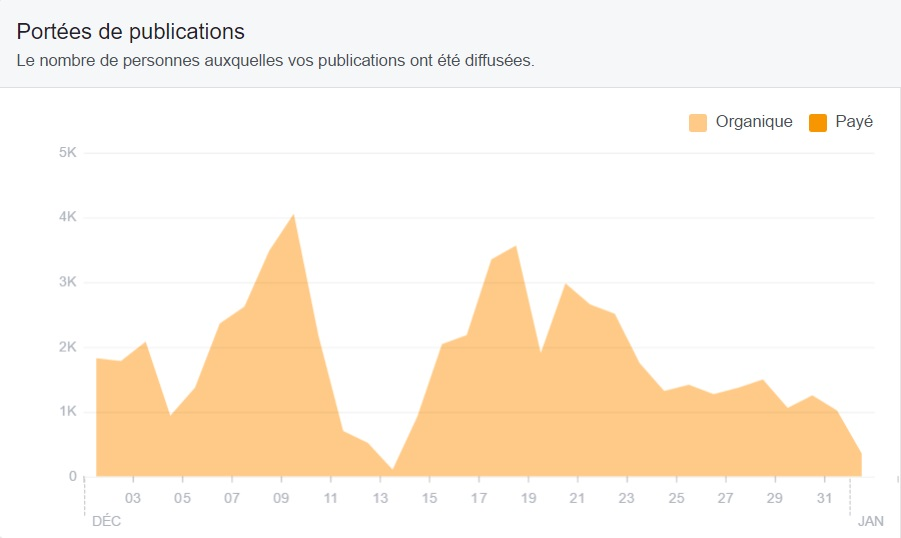 Portées de publications
Le nombre de personnes auxquelles vos publications ont été diffusées.
Organique Payé
5K
4K
3K
2K
1K
0
03 05 07 09 11 13 15 17 19 21 23 25 27 29 31
DÉC JAN